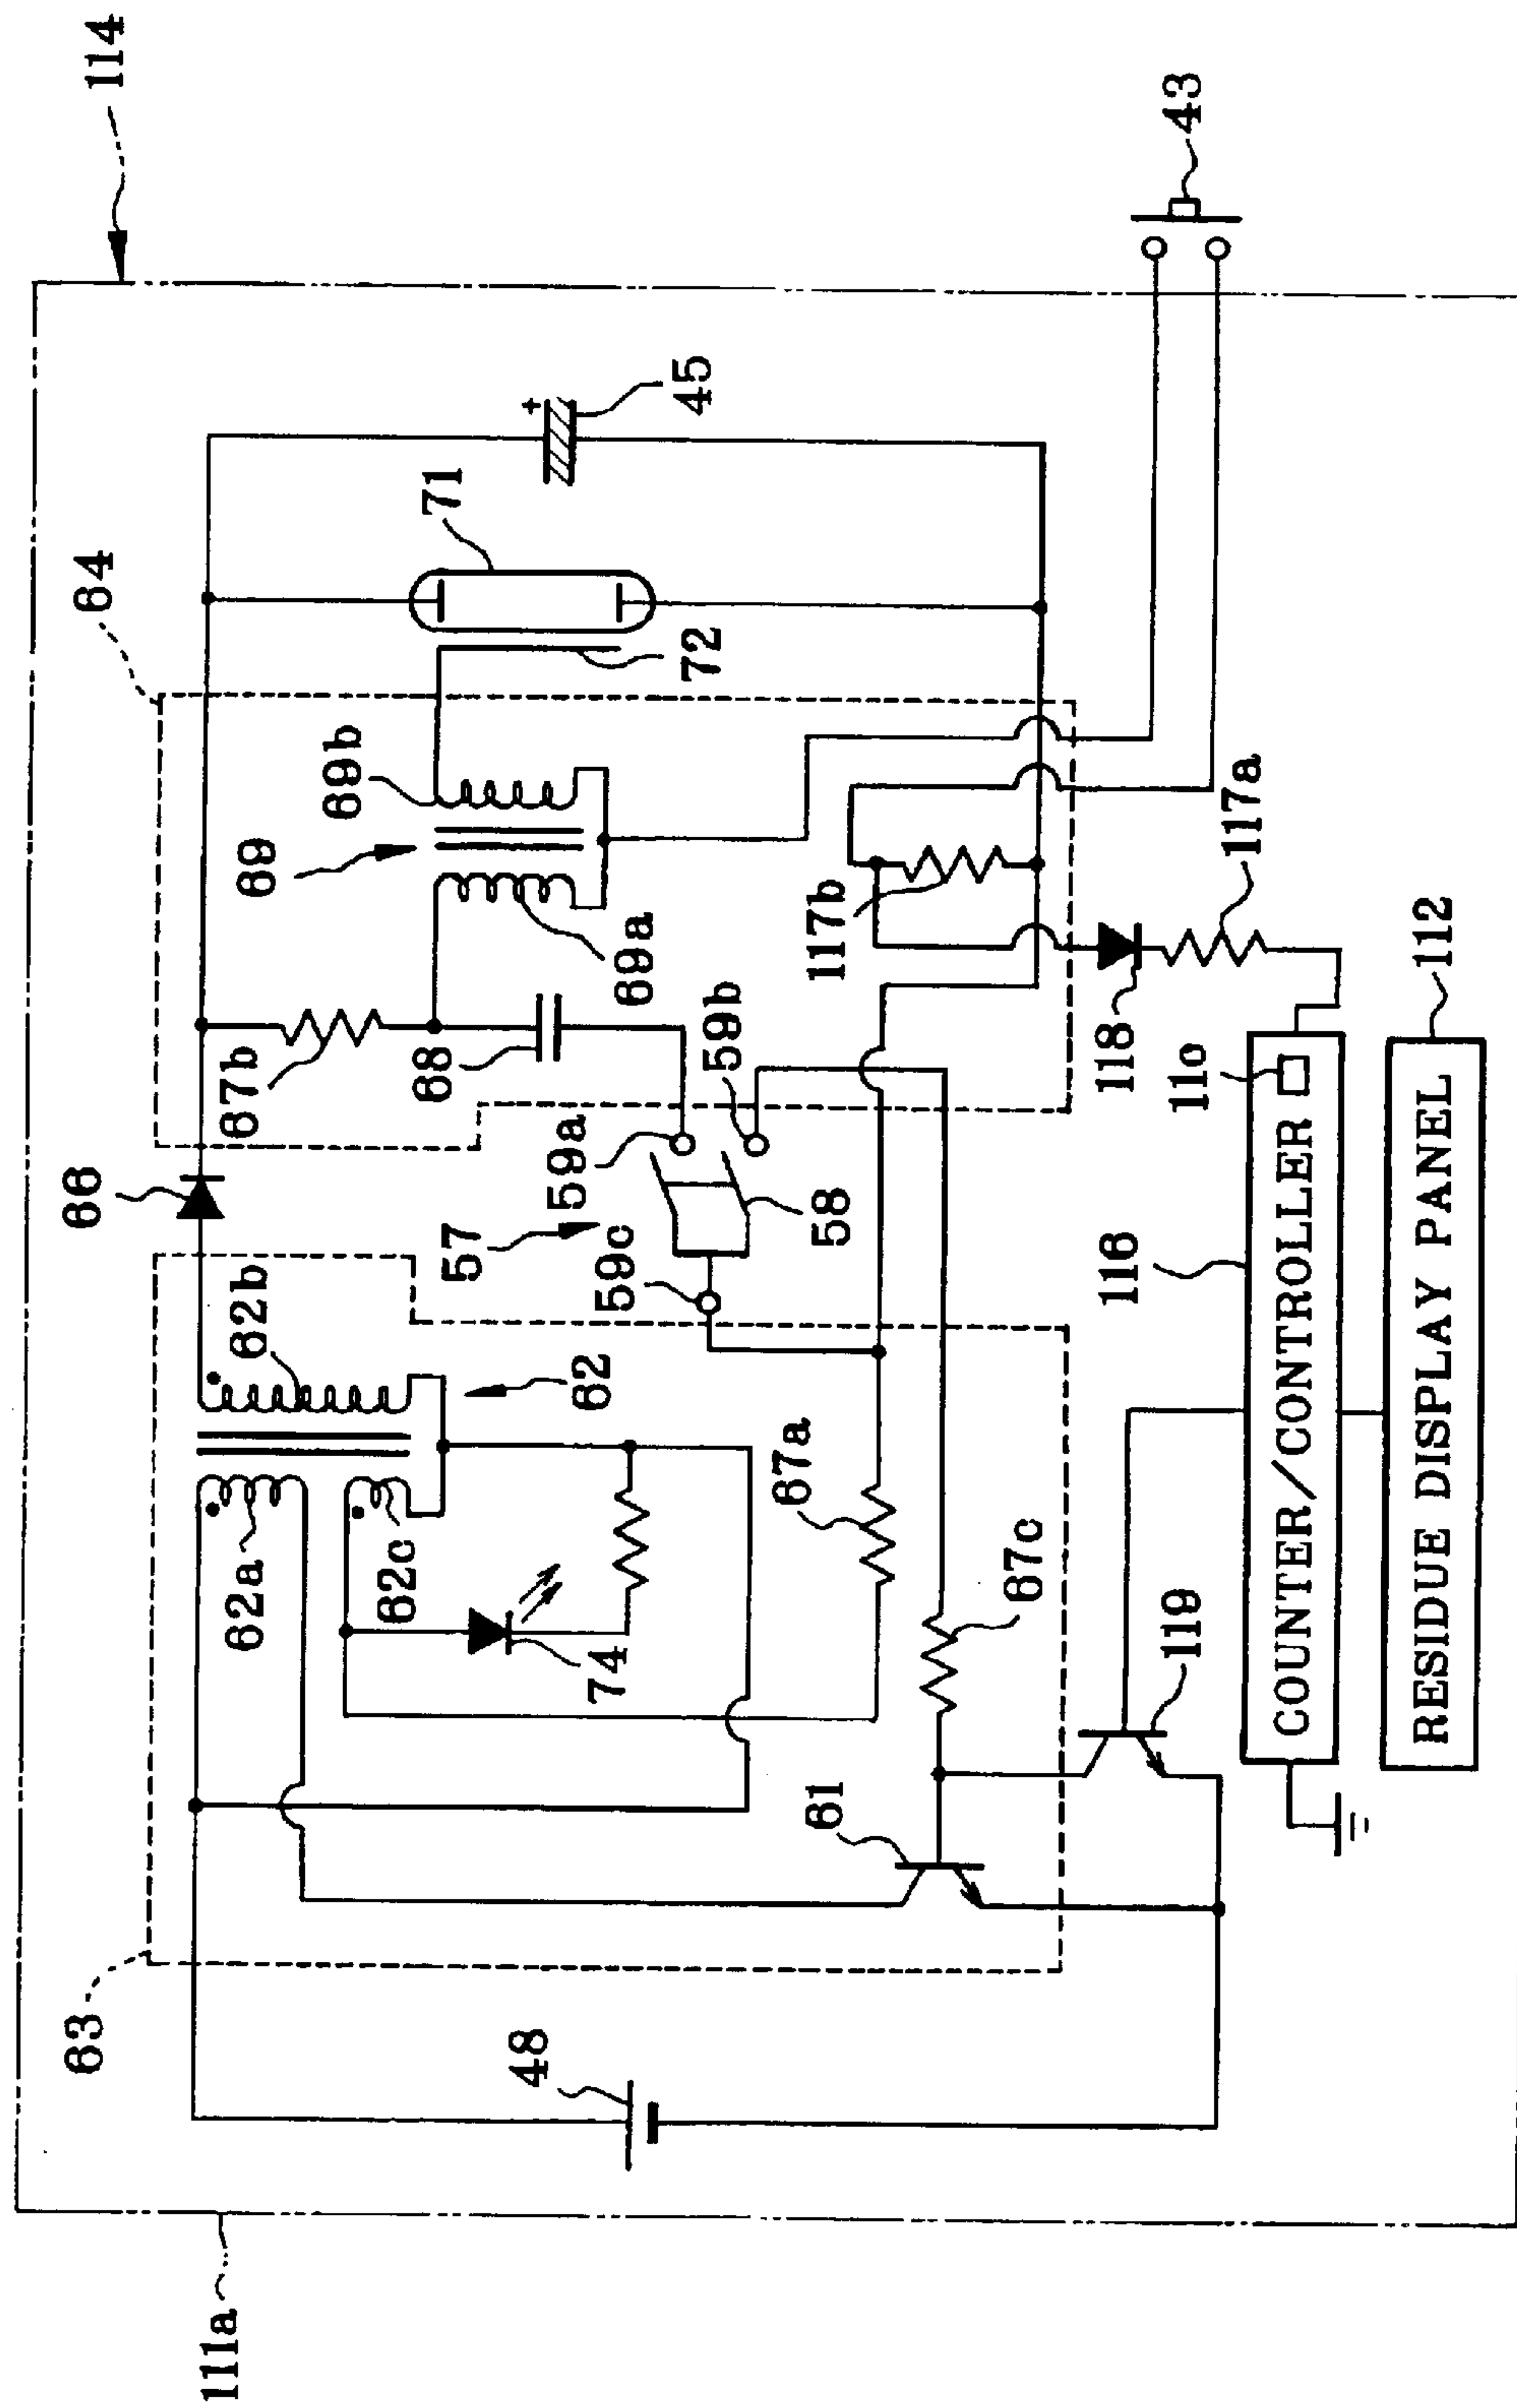 114
111a
63
64
66
62b
62
62a
62c
74
67b
69
69b
69a
68
71
72
+
45
48
57
59a
59c
59b
58
67a
67c
61
117b
117a
118
119
43
116
COUNTER/CONTROLLER
11o
112
RESIDUE DISPLAY PANEL